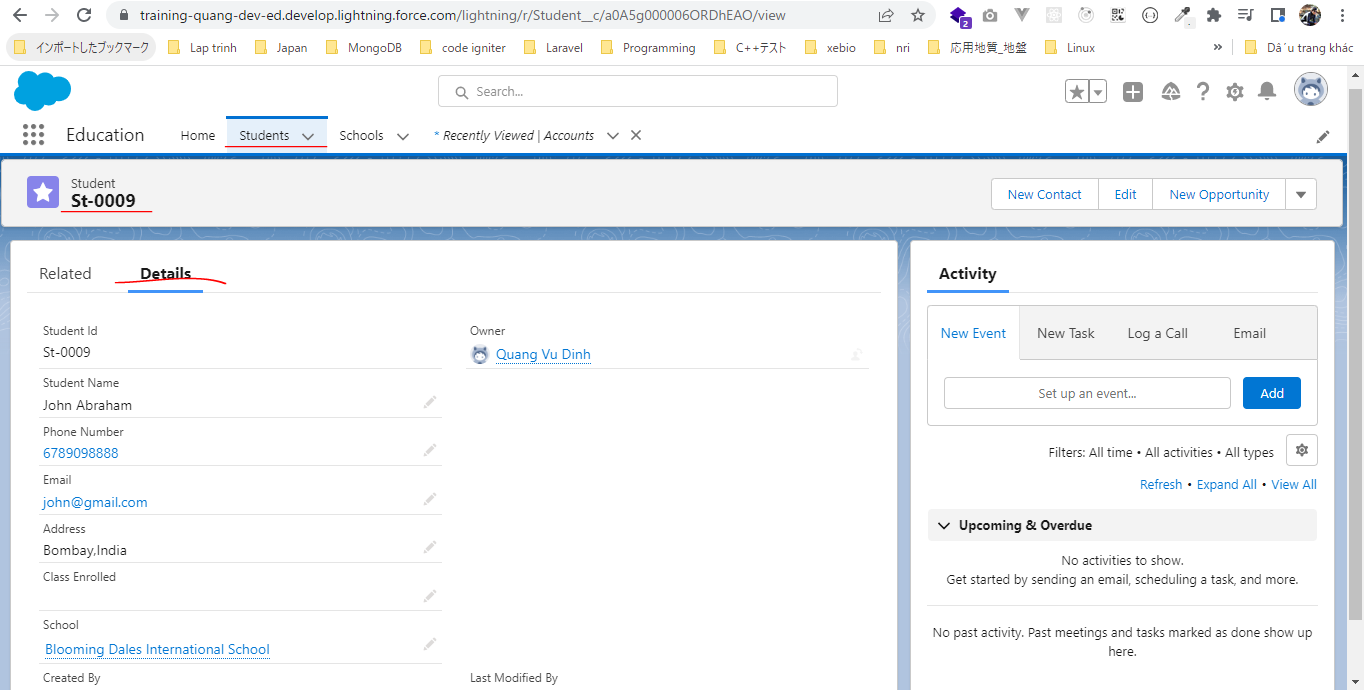 training-quang-dev-ed.develop.lightning.force.com/lightning/r/Student__c/a0A5g000006ORDhEAO/view
2
インポートしたブックマーク Lap trinh Japan MongoDB code igniter Laravel Programming C++テスト xebio nri 応用地質_地盤 Linux » Dấu trang khác
Search...
Education Home Students Schools * Recently Viewed | Accounts
Student
St-0009
New Contact Edit New Opportunity
Related Details
Student Id
St-0009
Student Name
John Abraham
Phone Number
6789098888
Email
john@gmail.com
Address
Bombay,India
Class Enrolled
School
Blooming Dales International School
Created By
Owner
Quang Vu Dinh
Last Modified By
Activity
New Event New Task Log a Call Email
Set up an event... Add
Filters: All time • All activities • All types
Refresh • Expand All • View All
Upcoming & Overdue
No activities to show.
Get started by sending an email, scheduling a task, and more.
No past activity. Past meetings and tasks marked as done show up
here.